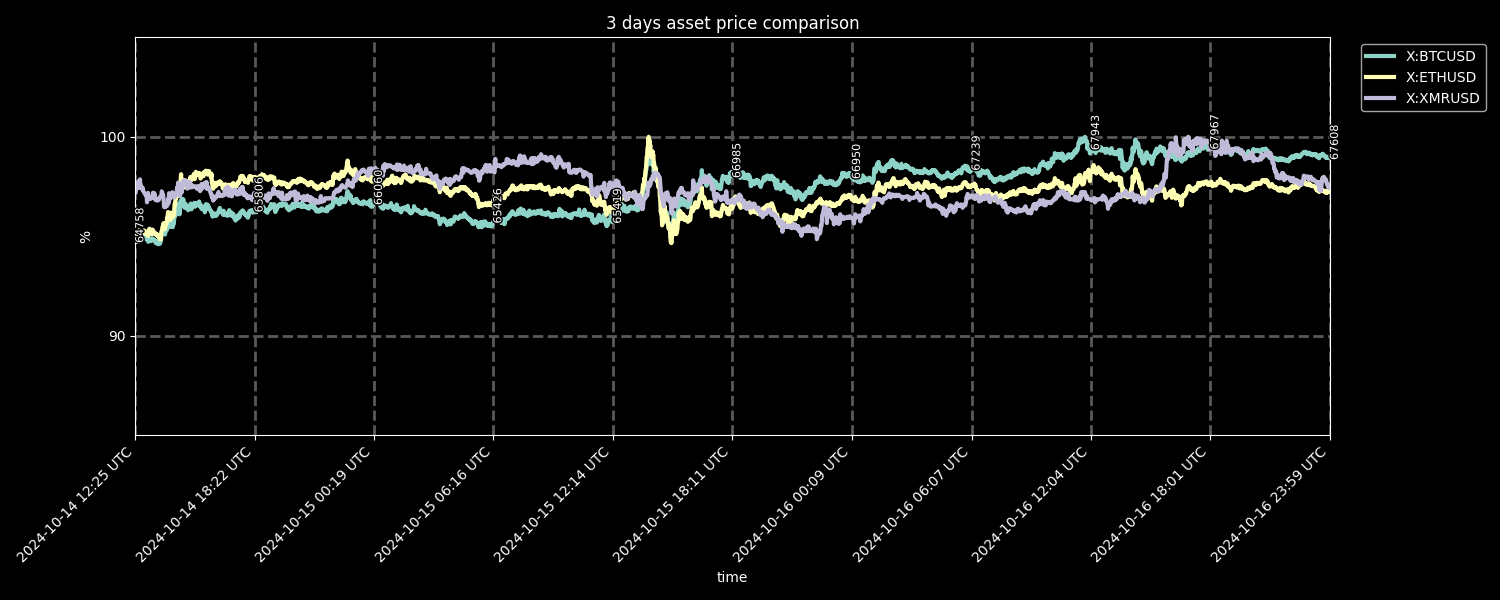 3 days asset price comparison
X:BTCUSD
X:ETHUSD
X:XMRUSD
100
90
%
64758
65806
66060
65426
65419
66985
66950
67239
67943
67967
67608
2024-10-14 12:25 UTC
2024-10-14 18:22 UTC
2024-10-15 00:19 UTC
2024-10-15 06:16 UTC
2024-10-15 12:14 UTC
2024-10-15 18:11 UTC
2024-10-16 00:09 UTC
2024-10-16 06:07 UTC
2024-10-16 12:04 UTC
2024-10-16 18:01 UTC
2024-10-16 23:59 UTC
time